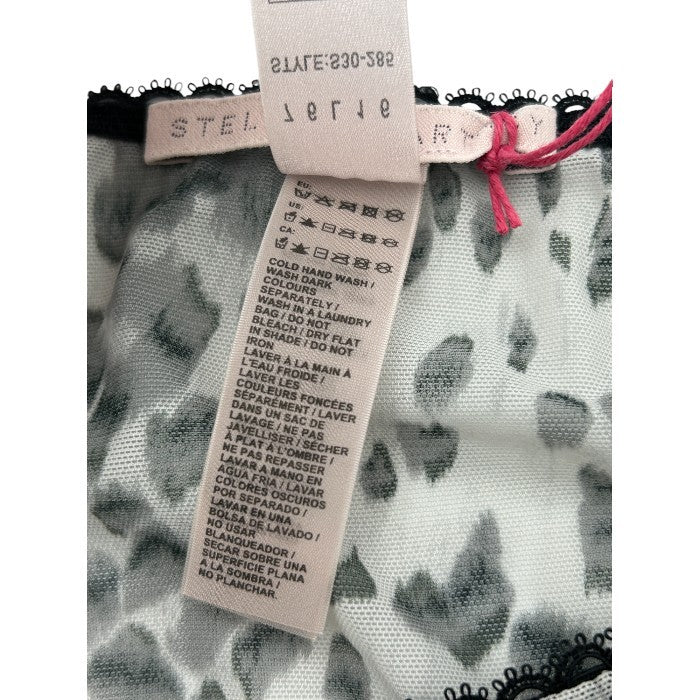 STYLE:S30-285
STEL
EU:
US:
CA:
COLD HAND WASH /
WASH DARK
COLOURS
SEPARATELY /
WASH IN A LAUNDRY
BAG / DO NOT
BLEACH / DRY FLAT
IN SHADE / DO NOT
IRON
LAVER À LA MAIN À
L'EAU FROIDE /
LAVER LES
COULEURS FONCÉES
SÉPARÉMENT / LAVER
DANS UN SAC DE
LAVAGE / NE PAS
JAVELLISER / SÉCHER
À PLAT À L'OMBRE /
NE PAS REPASSER
LAVAR A MANO EN
AGUA FRIA / LAVAR
COLORES OSCUROS
POR SEPARADO /
LAVAR EN UNA
BOLSA DE LAVADO /
NO USAR
BLANQUEADOR /
SECAR SOBRE UNA
SUPERFICIE PLANA
A LA SOMBRA /
NO PLANCHAR.